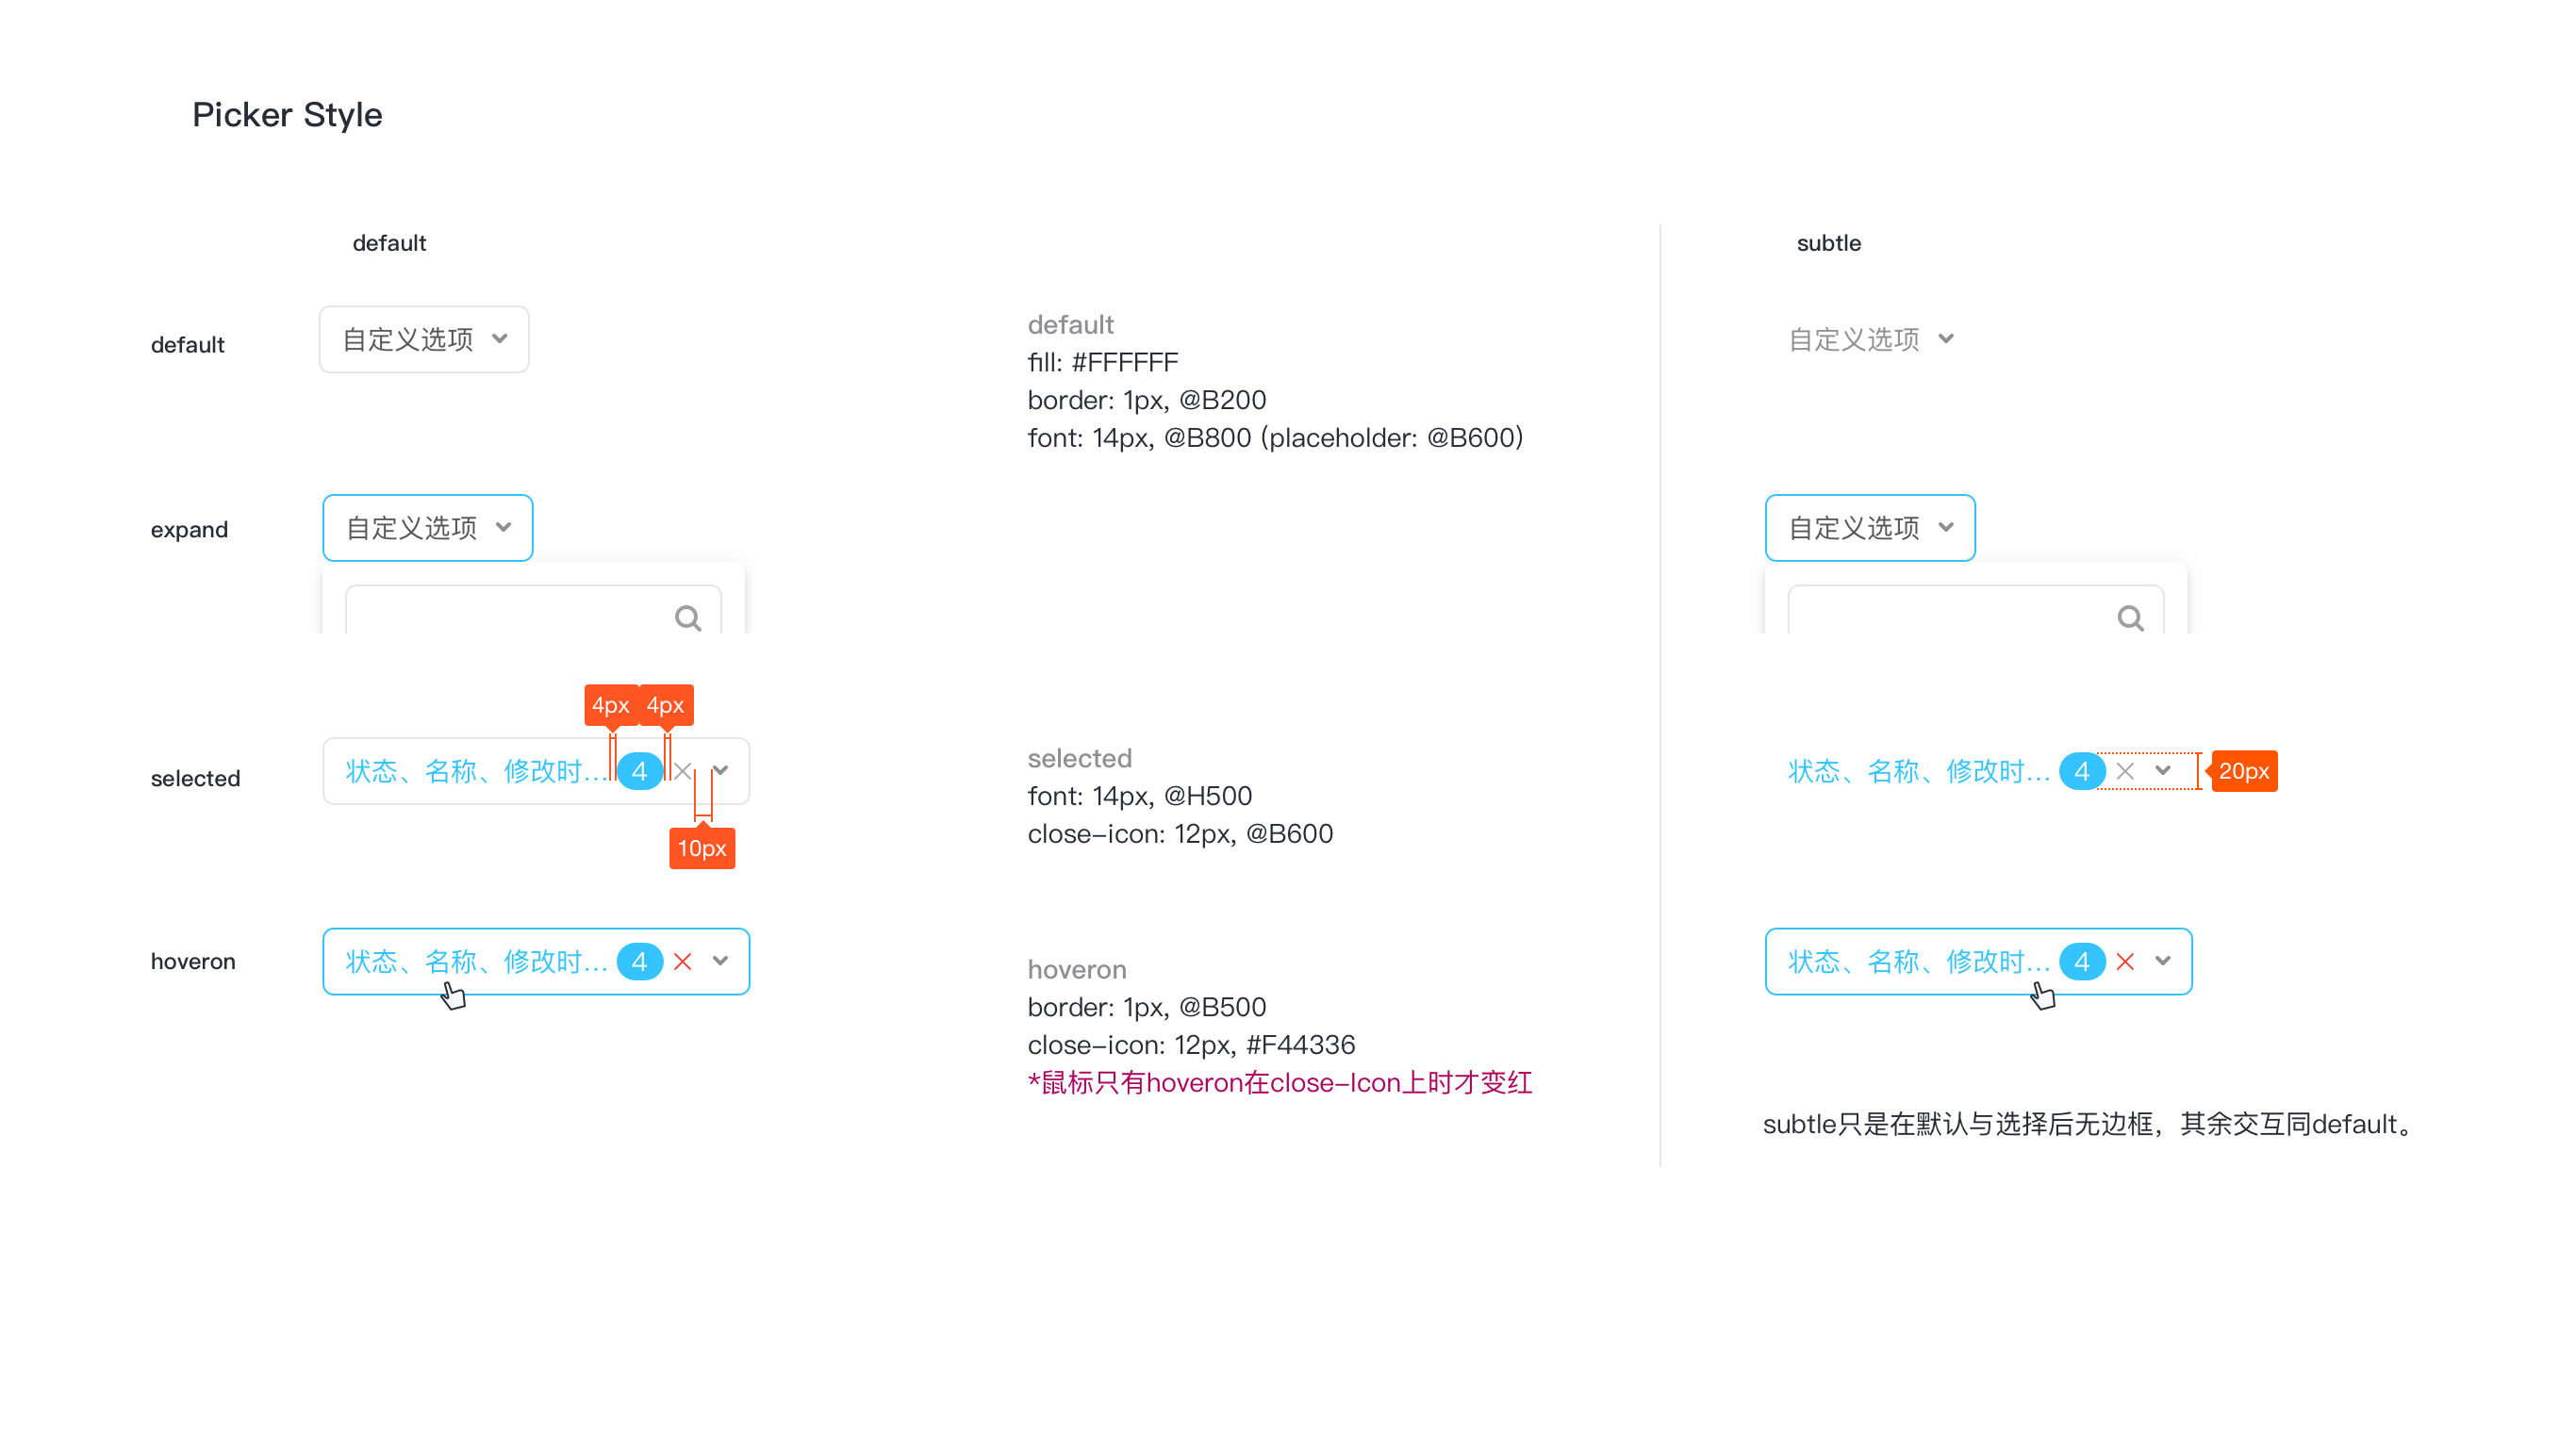 Picker Style
default
subtle
default
自定义选项
default
fill: #FFFFFF
border: 1px, @B200
font: 14px, @B800 (placeholder: @B600)
自定义选项
expand
自定义选项
自定义选项
4px 4px
selected
状态、名称、修改时... 4
10px
selected
font: 14px, @H500
close-icon: 12px, @B600
状态、名称、修改时... 4
20px
hoveron
状态、名称、修改时... 4
hoveron
border: 1px, @B500
close-icon: 12px, #F44336
*鼠标只有hoveron在close-Icon上时才变红
状态、名称、修改时... 4
subtle只是在默认与选择后无边框，其余交互同default。